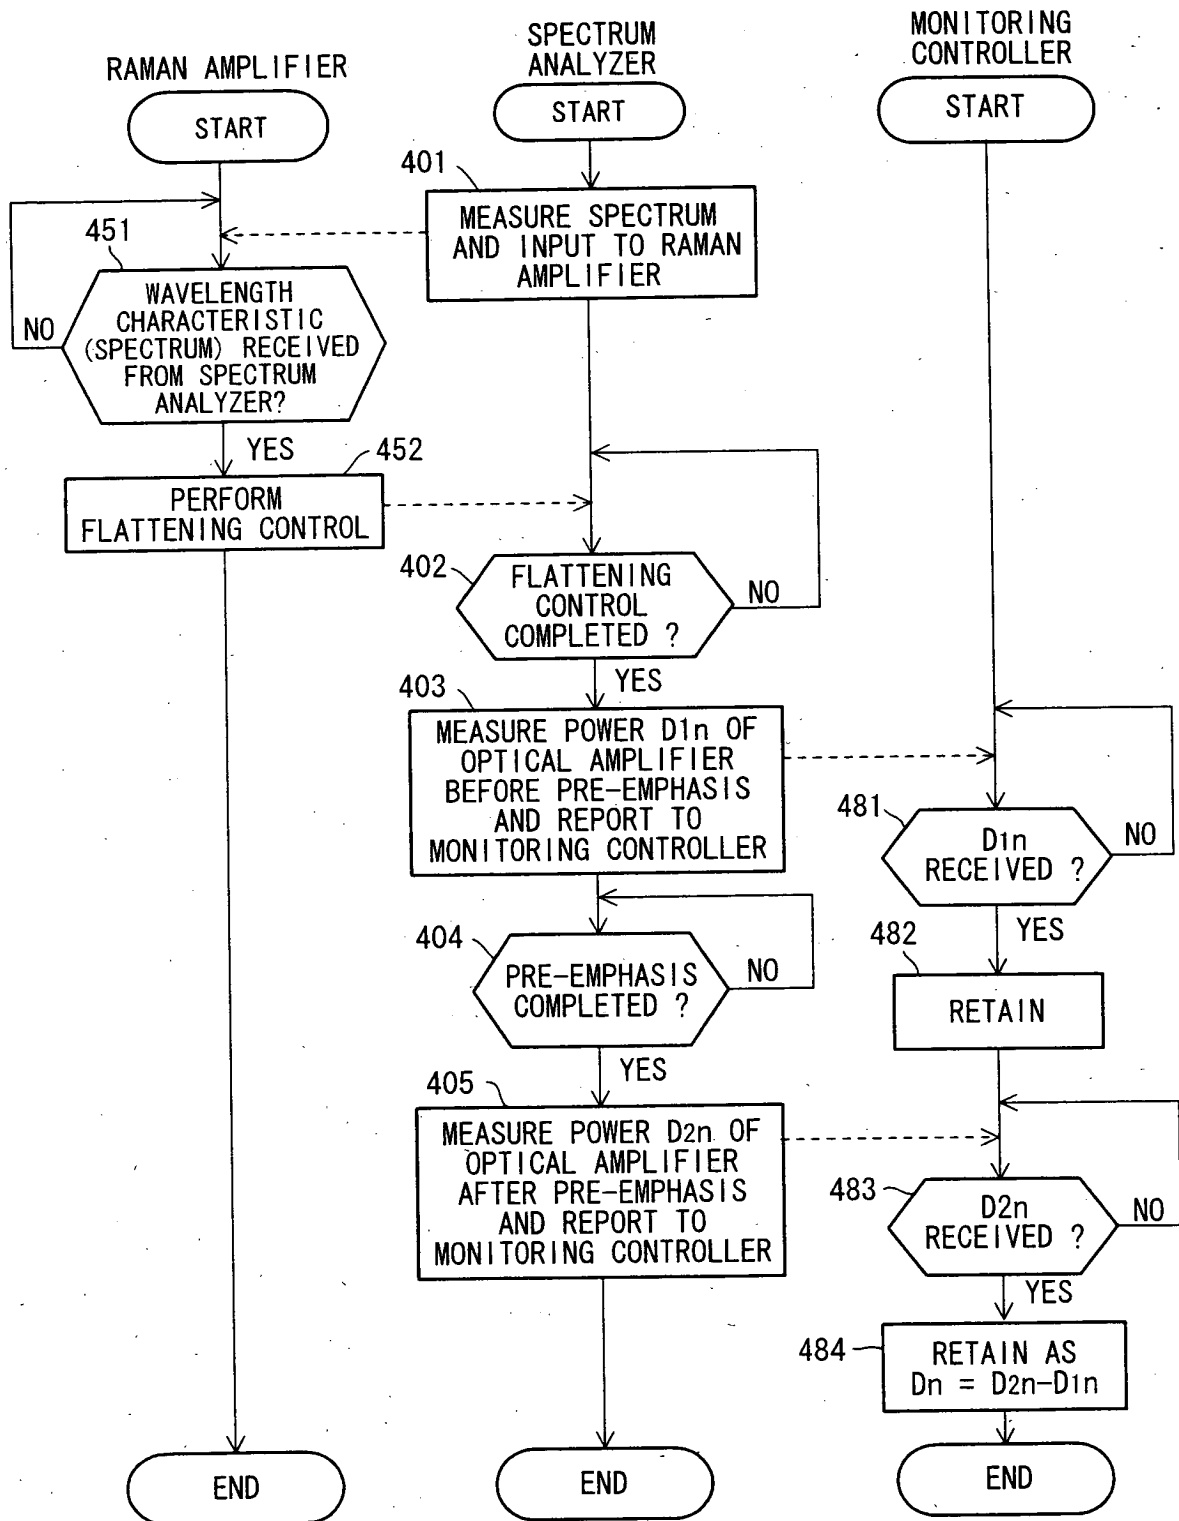 RAMAN AMPLIFIER
START
451
WAVELENGTH
CHARACTERISTIC
(SPECTRUM) RECEIVED
FROM SPECTRUM
ANALYZER?
NO
YES
452
PERFORM
FLATTENING CONTROL
END
SPECTRUM
ANALYZER
START
401
MEASURE SPECTRUM
AND INPUT TO RAMAN
AMPLIFIER
402
FLATTENING
CONTROL
COMPLETED ?
NO
YES
403
MEASURE POWER D1n OF
OPTICAL AMPLIFIER
BEFORE PRE-EMPHASIS
AND REPORT TO
MONITORING CONTROLLER
404
PRE-EMPHASIS
COMPLETED ?
NO
YES
405
MEASURE POWER D2n OF
OPTICAL AMPLIFIER
AFTER PRE-EMPHASIS
AND REPORT TO
MONITORING CONTROLLER
END
MONITORING
CONTROLLER
START
481
D1n
RECEIVED ?
NO
YES
482
RETAIN
483
D2n
RECEIVED ?
NO
YES
484
RETAIN AS
Dn = D2n-D1n
END